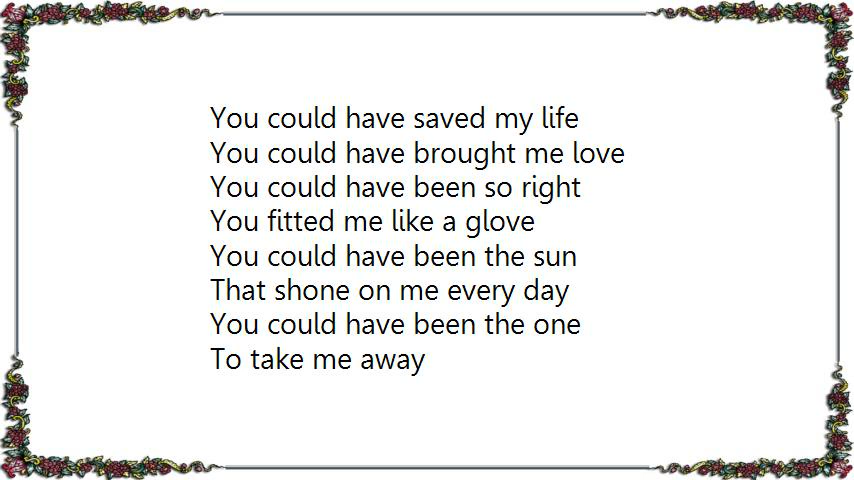 You could have saved my life
You could have brought me love
You could have been so right
You fitted me like a glove
You could have been the sun
That shone on me every day
You could have been the one
To take me away